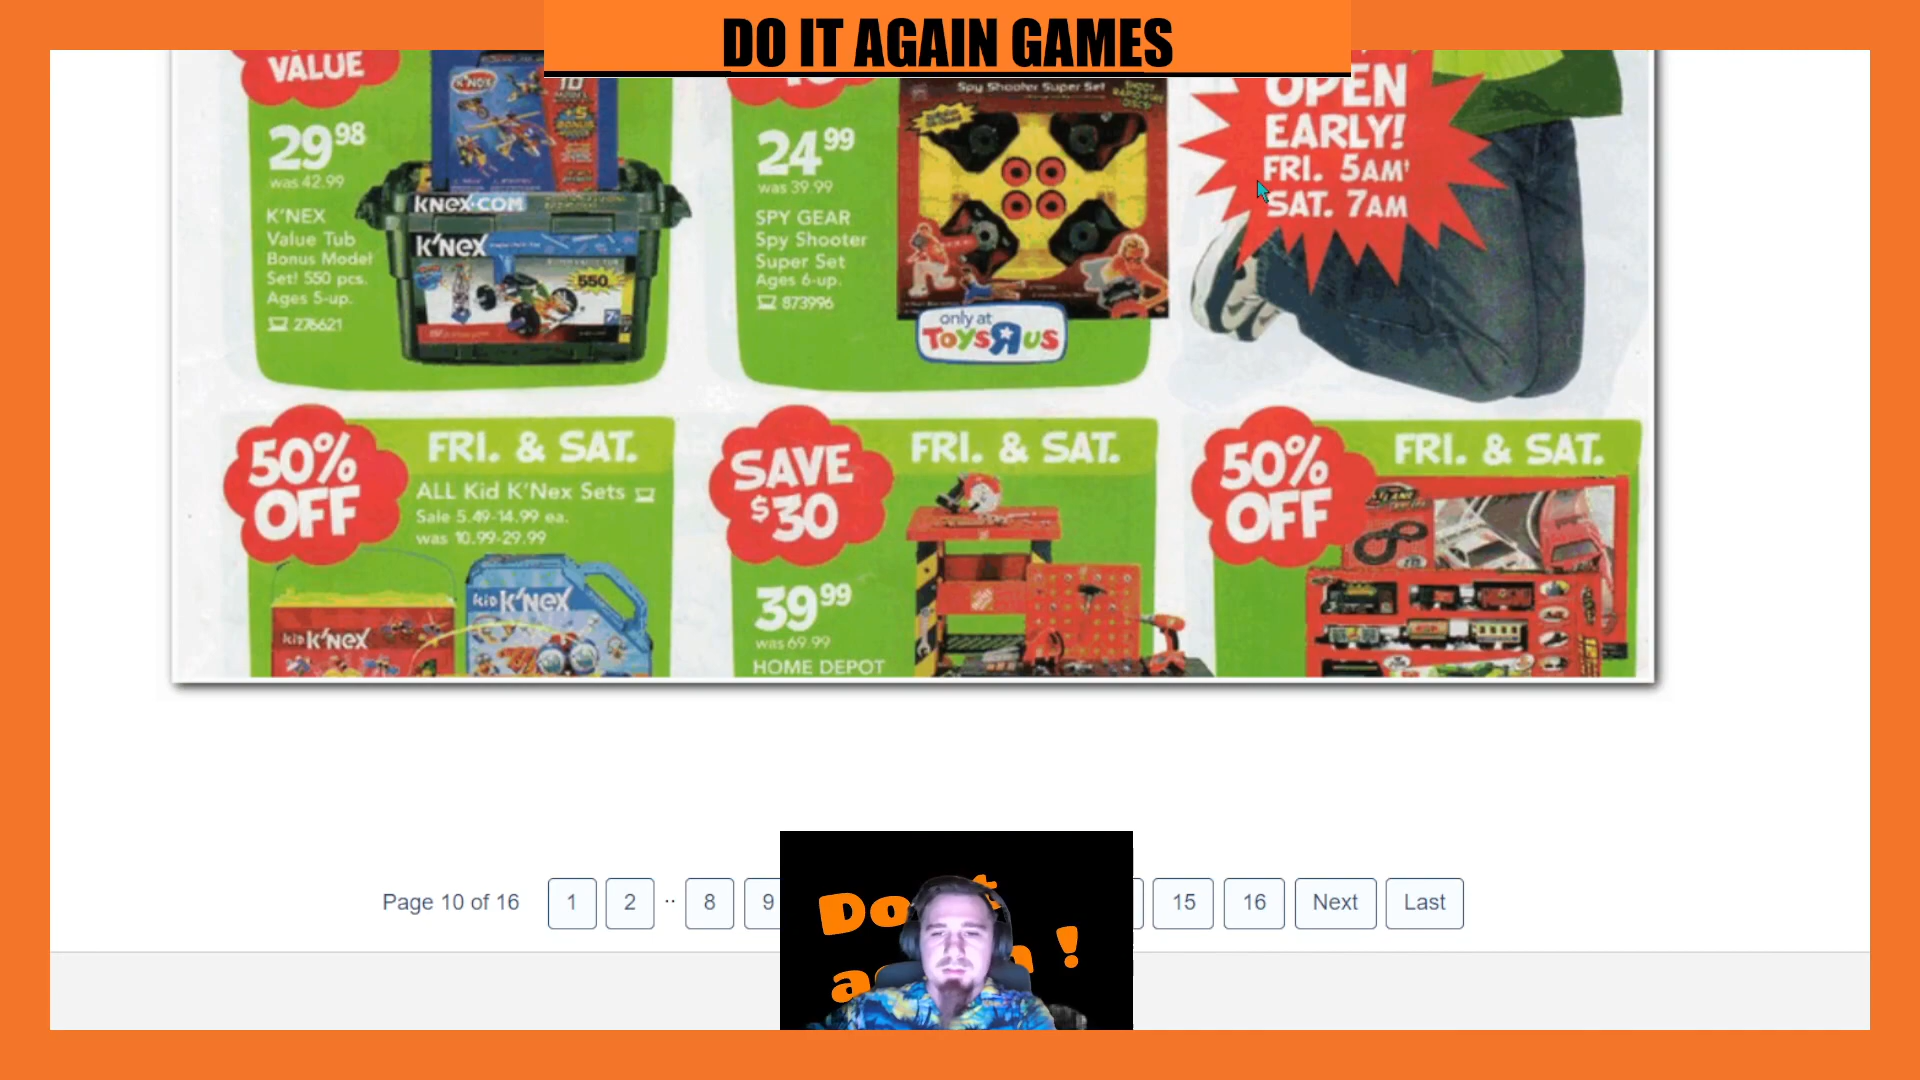 DO IT AGAIN GAMES
VALUE
29 98
was 42.99
K'NEX
Value Tub
Bonus Model
Set! 550 pcs.
Ages 5-up.
276621
K'NEX
10
+5
KNEX.COM
K'NEX
550
24 99
was 39.99
SPY GEAR
Spy Shooter
Super Set
Ages 6-up.
873996
Spy Shooter Super Set
only at
TOYSRUS
OPEN
EARLY!
FRI. 5AM†
SAT. 7AM
50%
OFF
FRI. & SAT.
ALL Kid K'Nex Sets
Sale 5.49-14.99 ea.
was 10.99-29.99
kid K'NEX
kid K'NEX
SAVE
$30
FRI. & SAT.
39 99
was 69.99
HOME DEPOT
50%
OFF
FRI. & SAT.
Page 10 of 16
1
2
..
8
9
15
16
Next
Last
Do
a
!